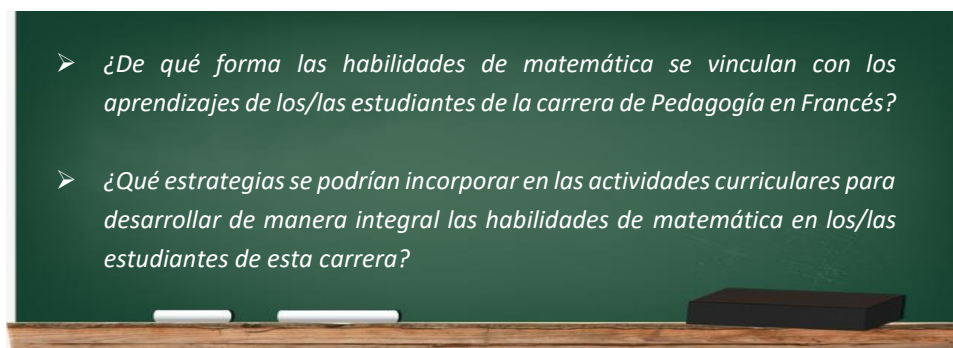 ➢ ¿De qué forma las habilidades de matemática se vinculan con los
aprendizajes de los/las estudiantes de la carrera de Pedagogía en Francés?
➢ ¿Qué estrategias se podrían incorporar en las actividades curriculares para
desarrollar de manera integral las habilidades de matemática en los/las
estudiantes de esta carrera?